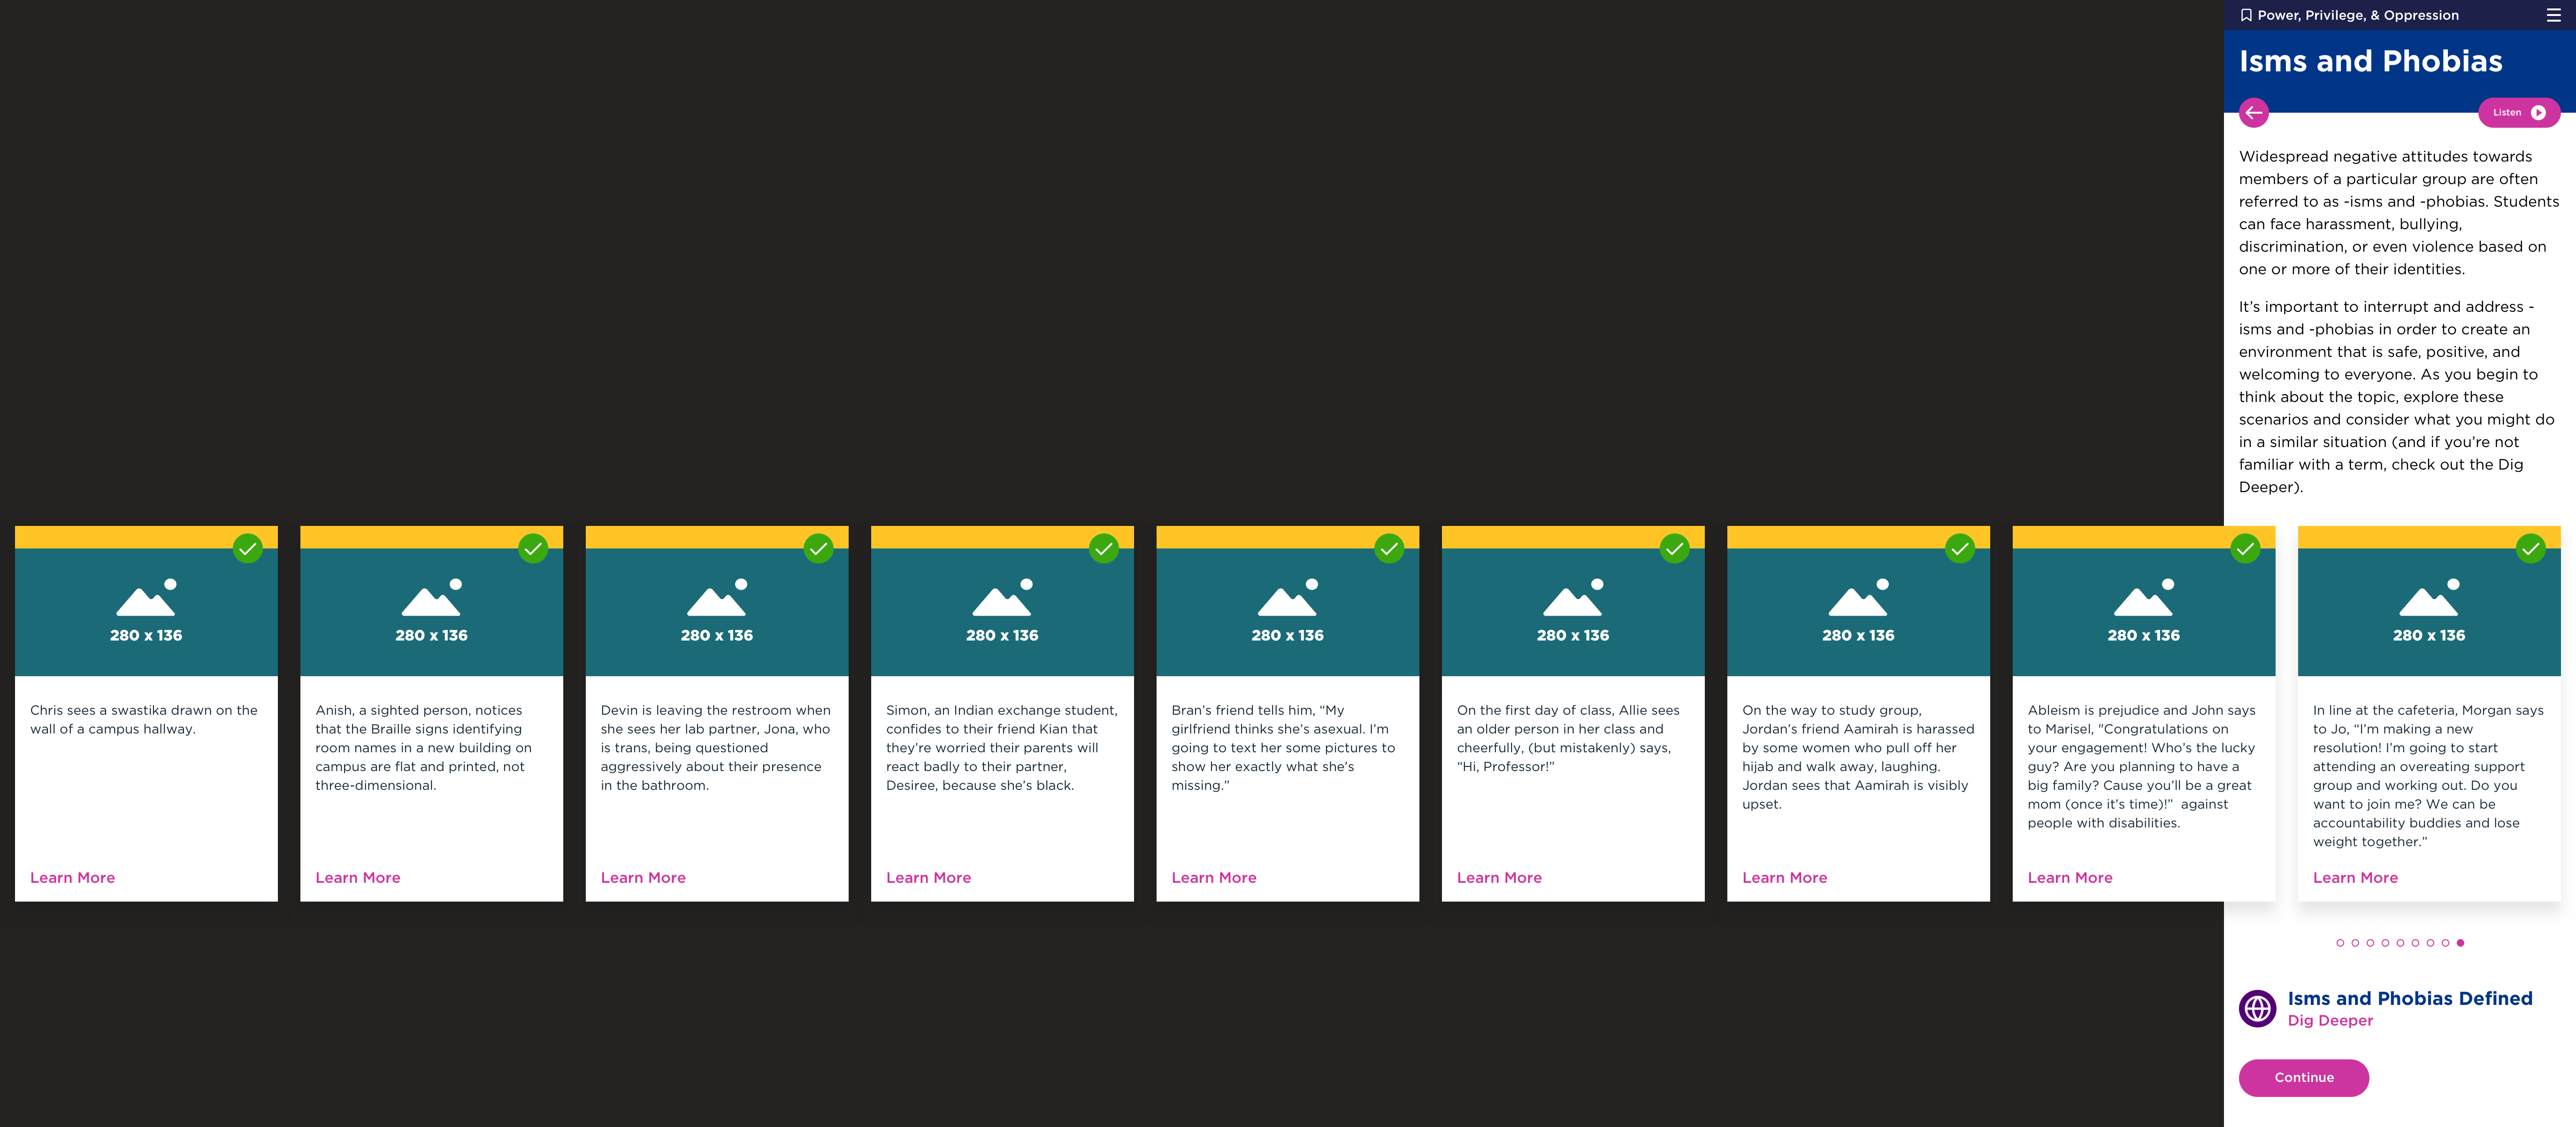 Power, Privilege, & Oppression
Isms and Phobias
Listen
Widespread negative attitudes towards
members of a particular group are often
referred to as -isms and -phobias. Students
can face harassment, bullying,
discrimination, or even violence based on
one or more of their identities.
It’s important to interrupt and address -
isms and -phobias in order to create an
environment that is safe, positive, and
welcoming to everyone. As you begin to
think about the topic, explore these
scenarios and consider what you might do
in a similar situation (and if you’re not
familiar with a term, check out the Dig
Deeper).
280 x 136
Chris sees a swastika drawn on the
wall of a campus hallway.
Learn More
280 x 136
Anish, a sighted person, notices
that the Braille signs identifying
room names in a new building on
campus are flat and printed, not
three-dimensional.
Learn More
280 x 136
Devin is leaving the restroom when
she sees her lab partner, Jona, who
is trans, being questioned
aggressively about their presence
in the bathroom.
Learn More
280 x 136
Simon, an Indian exchange student,
confides to their friend Kian that
they’re worried their parents will
react badly to their partner,
Desiree, because she’s black.
Learn More
280 x 136
Bran’s friend tells him, “My
girlfriend thinks she’s asexual. I’m
going to text her some pictures to
show her exactly what she’s
missing.”
Learn More
280 x 136
On the first day of class, Allie sees
an older person in her class and
cheerfully, (but mistakenly) says,
“Hi, Professor!”
Learn More
280 x 136
On the way to study group,
Jordan’s friend Aamirah is harassed
by some women who pull off her
hijab and walk away, laughing.
Jordan sees that Aamirah is visibly
upset.
Learn More
280 x 136
Ableism is prejudice and John says
to Marisel, "Congratulations on
your engagement! Who’s the lucky
guy? Are you planning to have a
big family? Cause you’ll be a great
mom (once it’s time)!”  against
people with disabilities.
Learn More
280 x 136
In line at the cafeteria, Morgan says
to Jo, “I’m making a new
resolution! I’m going to start
attending an overeating support
group and working out. Do you
want to join me? We can be
accountability buddies and lose
weight together.”
Learn More
Isms and Phobias Defined
Dig Deeper
Continue